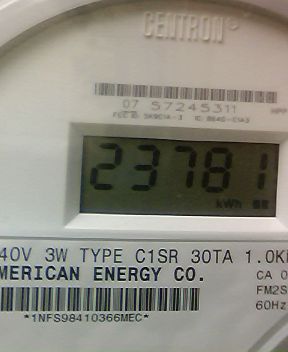 CENTRON®
07 57245311
23781
kWh
40V 3W TYPE C1SR 30TA 1.0K
MERICAN ENERGY CO.
CA 0
FM2S
60Hz
*1NFS98410366MEC*